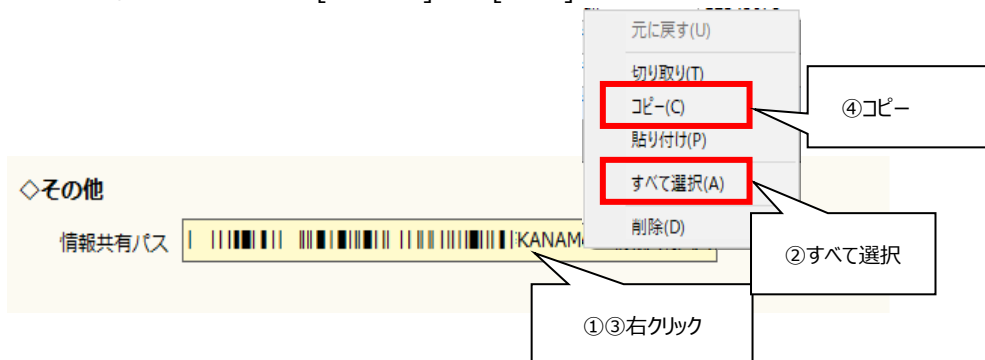 元に戻す(U)
切り取り(T)
コピー(C)
④コピー
貼り付け(P)
すべて選択(A)
削除(D)
②すべて選択
◇その他
情報共有パス
KANAM
①③右クリック